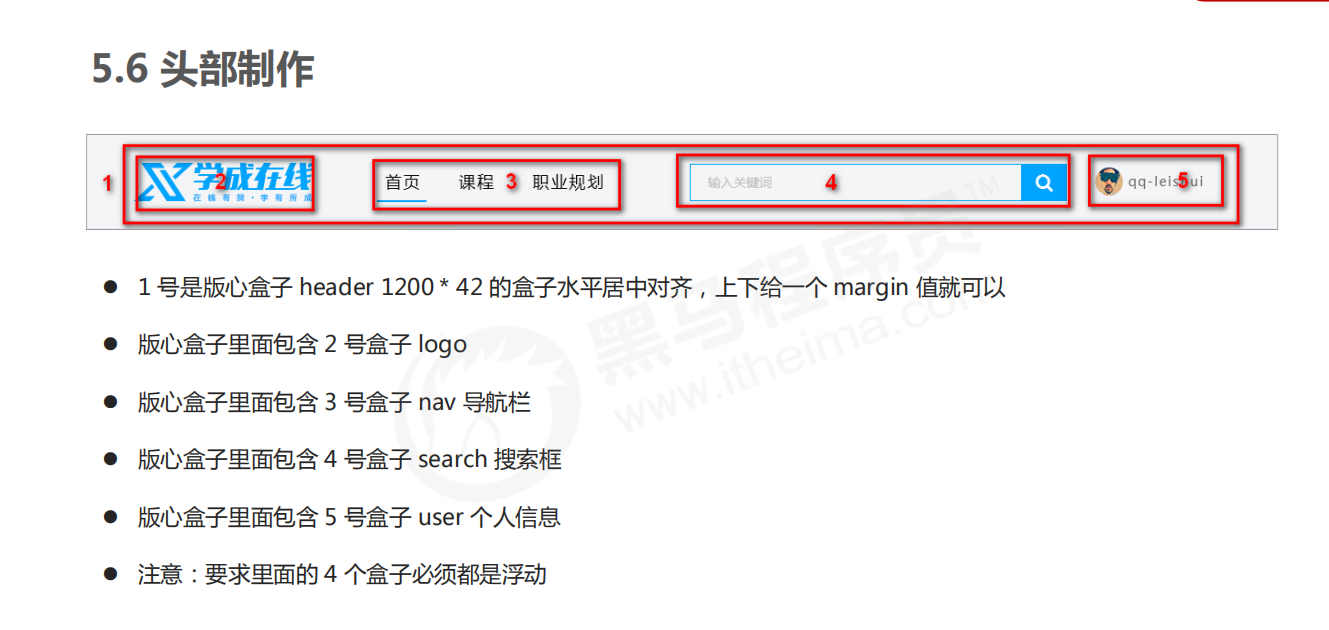 5.6 头部制作
1
学成在线
在线有我·学有所成
2
首页 课程 3 职业规划
输入关键词 4
qq-leishui 5
● 1 号是版心盒子 header 1200 * 42 的盒子水平居中对齐，上下给一个 margin 值就可以
● 版心盒子里面包含 2 号盒子 logo
● 版心盒子里面包含 3 号盒子 nav 导航栏
● 版心盒子里面包含 4 号盒子 search 搜索框
● 版心盒子里面包含 5 号盒子 user 个人信息
● 注意：要求里面的 4 个盒子必须都是浮动
黑马程序员™
www.itheima.com